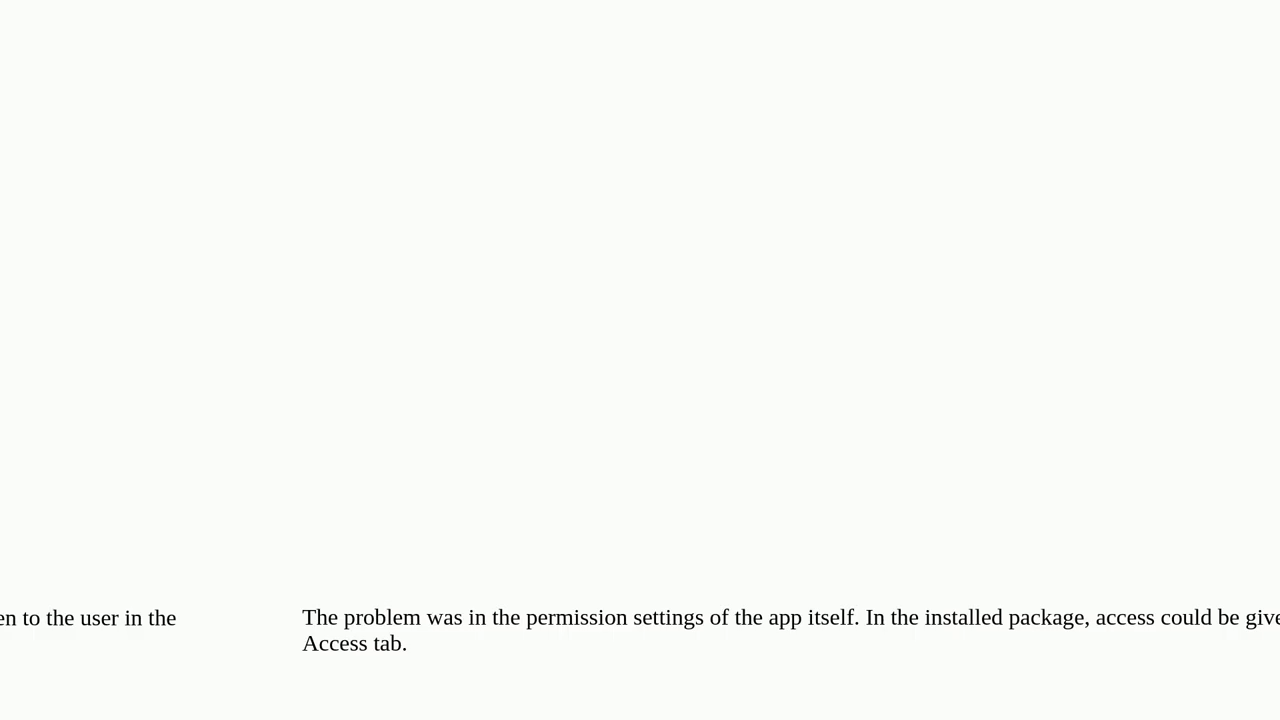 The problem was in the permission settings of the app itself. In the installed package, access could be give
en to the user in the
Access tab.